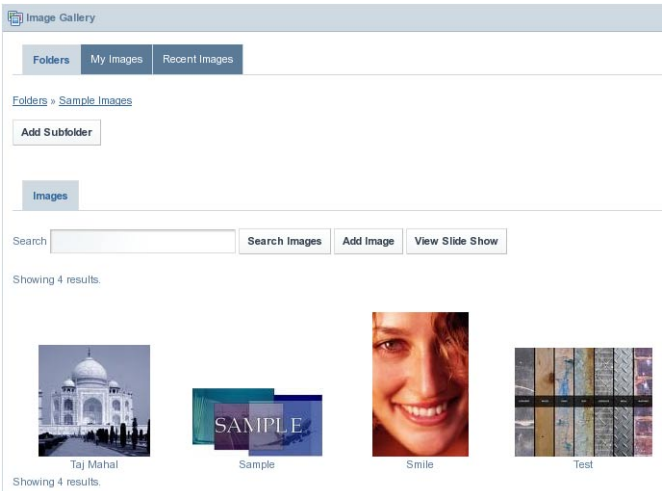 Image Gallery
Folders My Images Recent Images
Folders » Sample Images
Add Subfolder
Images
Search Search Images Add Image View Slide Show
Showing 4 results.
SAMPLE
Taj Mahal Sample Smile Test
Showing 4 results.